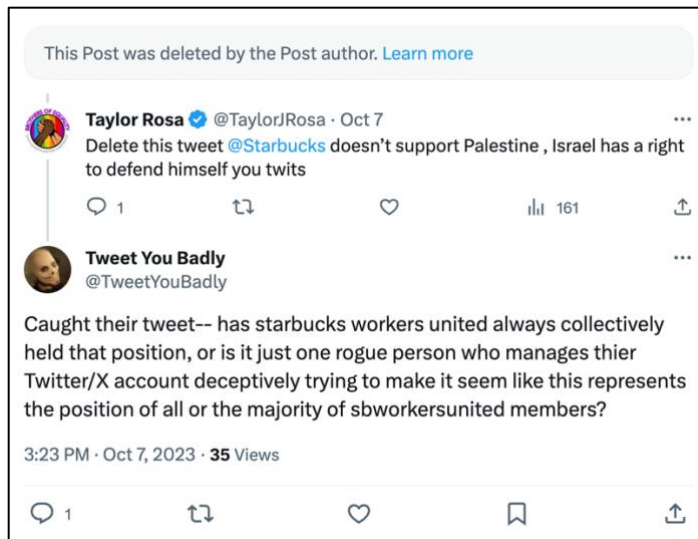 This Post was deleted by the Post author. Learn more
Taylor Rosa @TaylorJRosa · Oct 7
Delete this tweet @Starbucks doesn’t support Palestine , Israel has a right
to defend himself you twits
1 161
Tweet You Badly
@TweetYouBadly
Caught their tweet-- has starbucks workers united always collectively
held that position, or is it just one rogue person who manages thier
Twitter/X account deceptively trying to make it seem like this represents
the position of all or the majority of sbworkersunited members?
3:23 PM · Oct 7, 2023 · 35 Views
1